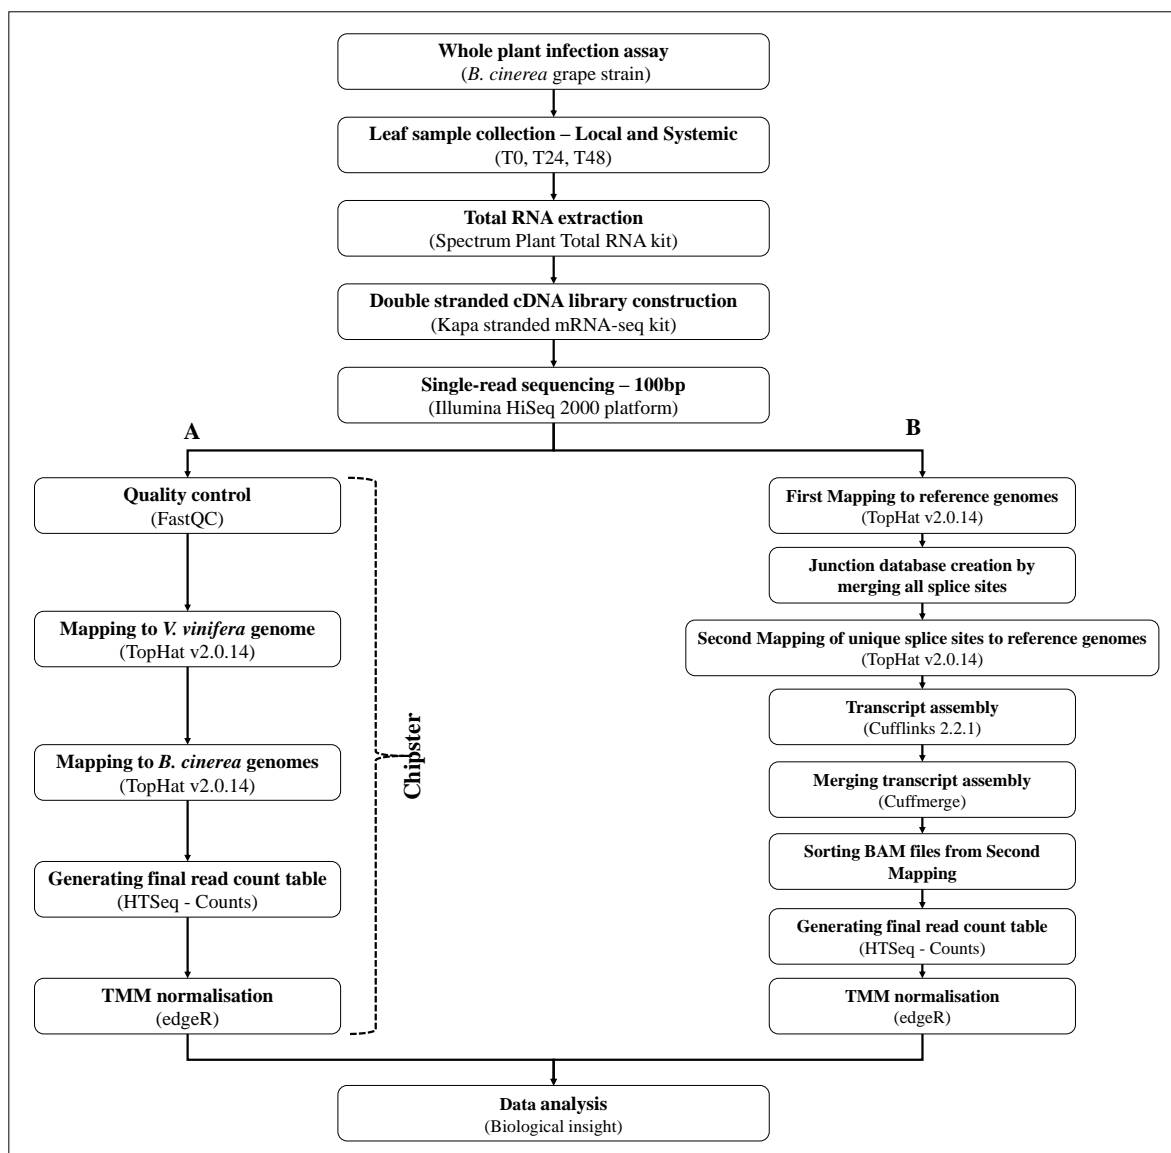 Whole plant infection assay
(B. cinerea grape strain)
Leaf sample collection – Local and Systemic
(T0, T24, T48)
Total RNA extraction
(Spectrum Plant Total RNA kit)
Double stranded cDNA library construction
(Kapa stranded mRNA-seq kit)
Single-read sequencing – 100bp
(Illumina HiSeq 2000 platform)
A
Quality control
(FastQC)
Mapping to V. vinifera genome
(TopHat v2.0.14)
Mapping to B. cinerea genomes
(TopHat v2.0.14)
Generating final read count table
(HTSeq - Counts)
TMM normalisation
(edgeR)
Chipster
B
First Mapping to reference genomes
(TopHat v2.0.14)
Junction database creation by
merging all splice sites
Second Mapping of unique splice sites to reference genomes
(TopHat v2.0.14)
Transcript assembly
(Cufflinks 2.2.1)
Merging transcript assembly
(Cuffmerge)
Sorting BAM files from Second
Mapping
Generating final read count table
(HTSeq - Counts)
TMM normalisation
(edgeR)
Data analysis
(Biological insight)